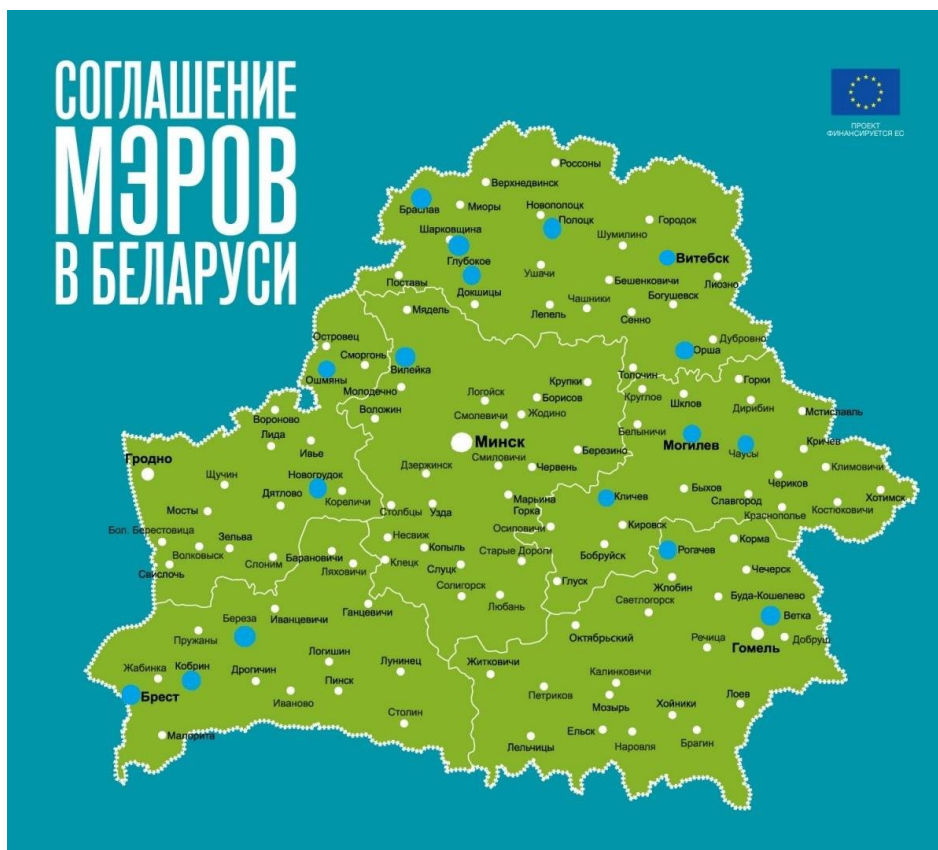 СОГЛАШЕНИЕ
МЭРОВ
В БЕЛАРУСИ
ПРОЕКТ
ФИНАНСИРУЕТСЯ ЕС
Россоны
Верхнедвинск
Браслав
Миоры
Новополоцк
Полоцк
Городок
Шарковщина
Шумилино
Глубокое
Витебск
Ушачи
Поставы
Докшицы
Бешенковичи
Лиозно
Богушевск
Чашники
Лепель
Мядель
Сенно
Островец
Дубровно
Сморгонь
Орша
Ошмяны
Вилейка
Толочин
Горки
Молодечно
Логойск
Крупки
Круглое
Борисов
Шклов
Дирибин
Мстиславль
Воложин
Смолевичи
Жодино
Вороново
Белыничи
Лида
Минск
Могилев
Чаусы
Кричев
Ивье
Смиловичи
Березино
Гродно
Дзержинск
Червень
Климовичи
Щучин
Новогрудок
Чериков
Дятлово
Кореличи
Марьина
Горка
Кличев
Быхов
Славгород
Хотимск
Мосты
Столбцы
Узда
Краснополье
Костюковичи
Бол. Берестовица
Осиповичи
Кировск
Зельва
Несвиж
Корма
Волковыск
Барановичи
Копыль
Старые Дороги
Бобруйск
Рогачев
Слоним
Ляховичи
Клецк
Слуцк
Свислочь
Чечерск
Солигорск
Глуск
Жлобин
Любань
Светлогорск
Буда-Кошелево
Ганцевичи
Береза
Иванцевичи
Ветка
Пружаны
Октябрьский
Речица
Гомель
Добруш
Жабинка
Кобрин
Дрогичин
Логишин
Лунинец
Житковичи
Калинковичи
Брест
Пинск
Петриков
Лоев
Иваново
Мозырь
Хойники
Столин
Малорита
Ельск
Лельчицы
Наровля
Брагин